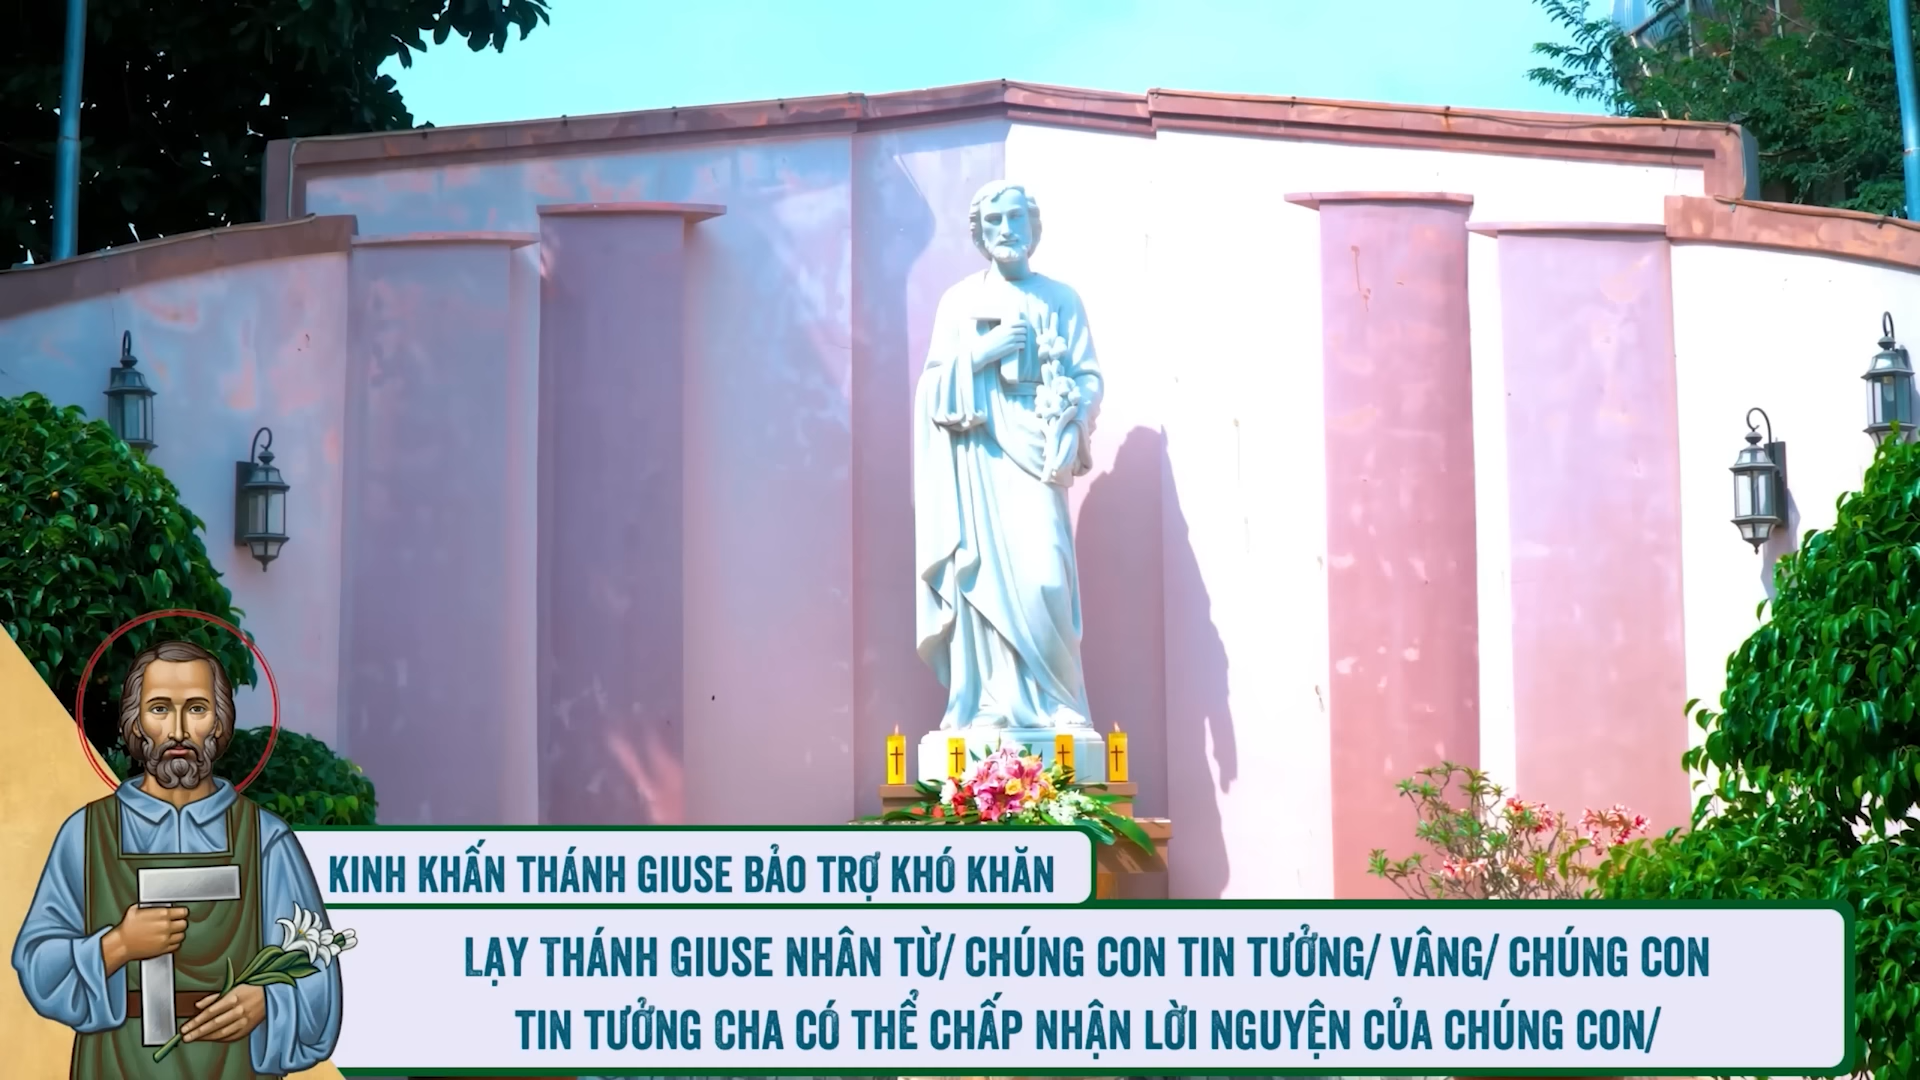 KINH KHẤN THÁNH GIUSE BẢO TRỢ KHÓ KHĂN
LẠY THÁNH GIUSE NHÂN TỪ/ CHÚNG CON TIN TƯỞNG/ VÂNG/ CHÚNG CON
TIN TƯỞNG CHA CÓ THỂ CHẤP NHẬN LỜI NGUYỆN CỦA CHÚNG CON/